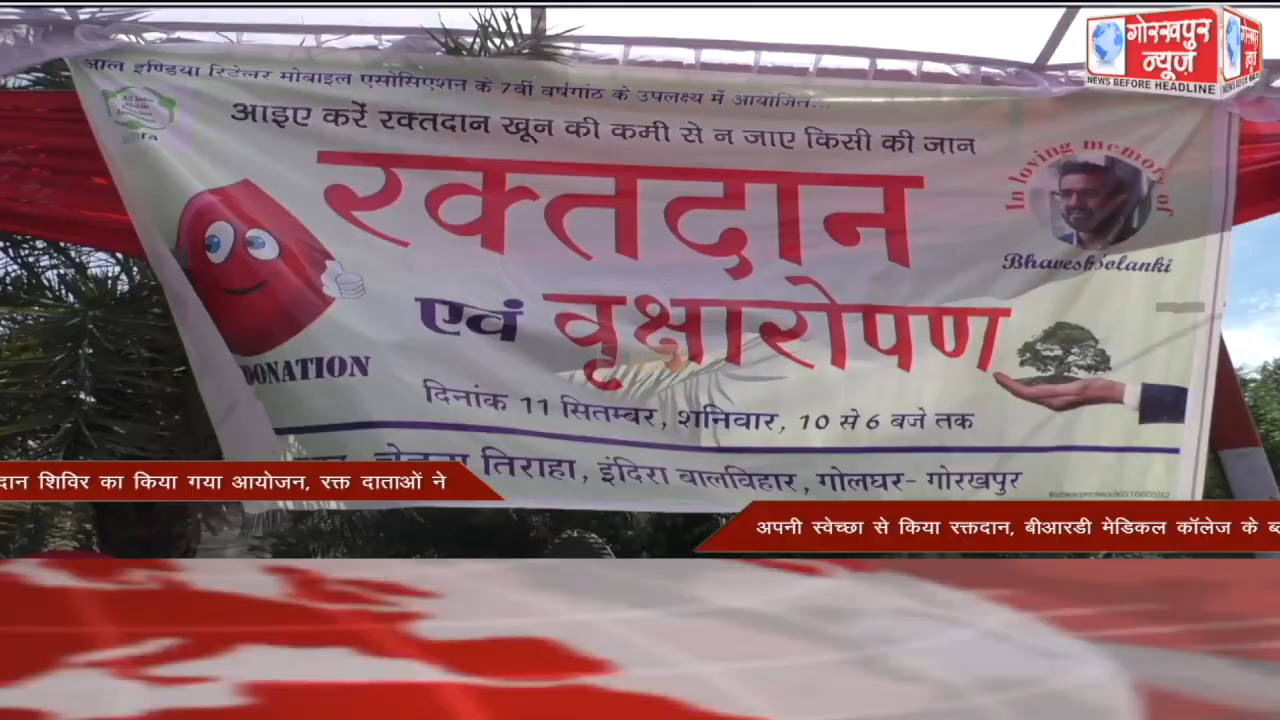 गोरखपुर
न्यूज़
NEWS BEFORE HEADLINE
आल इण्डिया रिटेलर मोबाइल एसोसिएशन के 7वीं वर्षगांठ के उपलक्ष्य में आयोजित...
आइए करें रक्तदान खून की कमी से न जाए किसी की जान
In loving memory of
Bhavesh Solanki
रक्तदान
एवं वृक्षारोपण
DONATION
दिनांक 11 सितम्बर, शनिवार, 10 से 6 बजे तक
तिराहा, इंदिरा बालविहार, गोलघर- गोरखपुर
दान शिविर का किया गया आयोजन, रक्त दाताओं ने
अपनी स्वेच्छा से किया रक्तदान, बीआरडी मेडिकल कॉलेज के